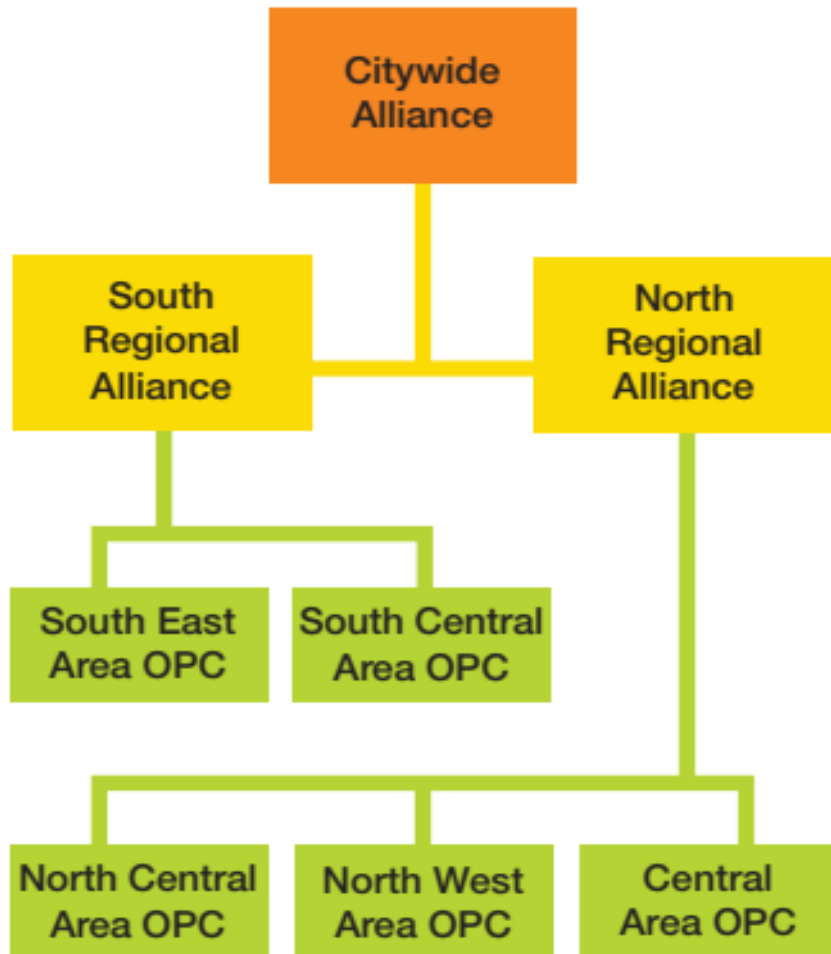 Citywide
Alliance
South
Regional
Alliance
North
Regional
Alliance
South East
Area OPC
South Central
Area OPC
North Central
Area OPC
North West
Area OPC
Central
Area OPC